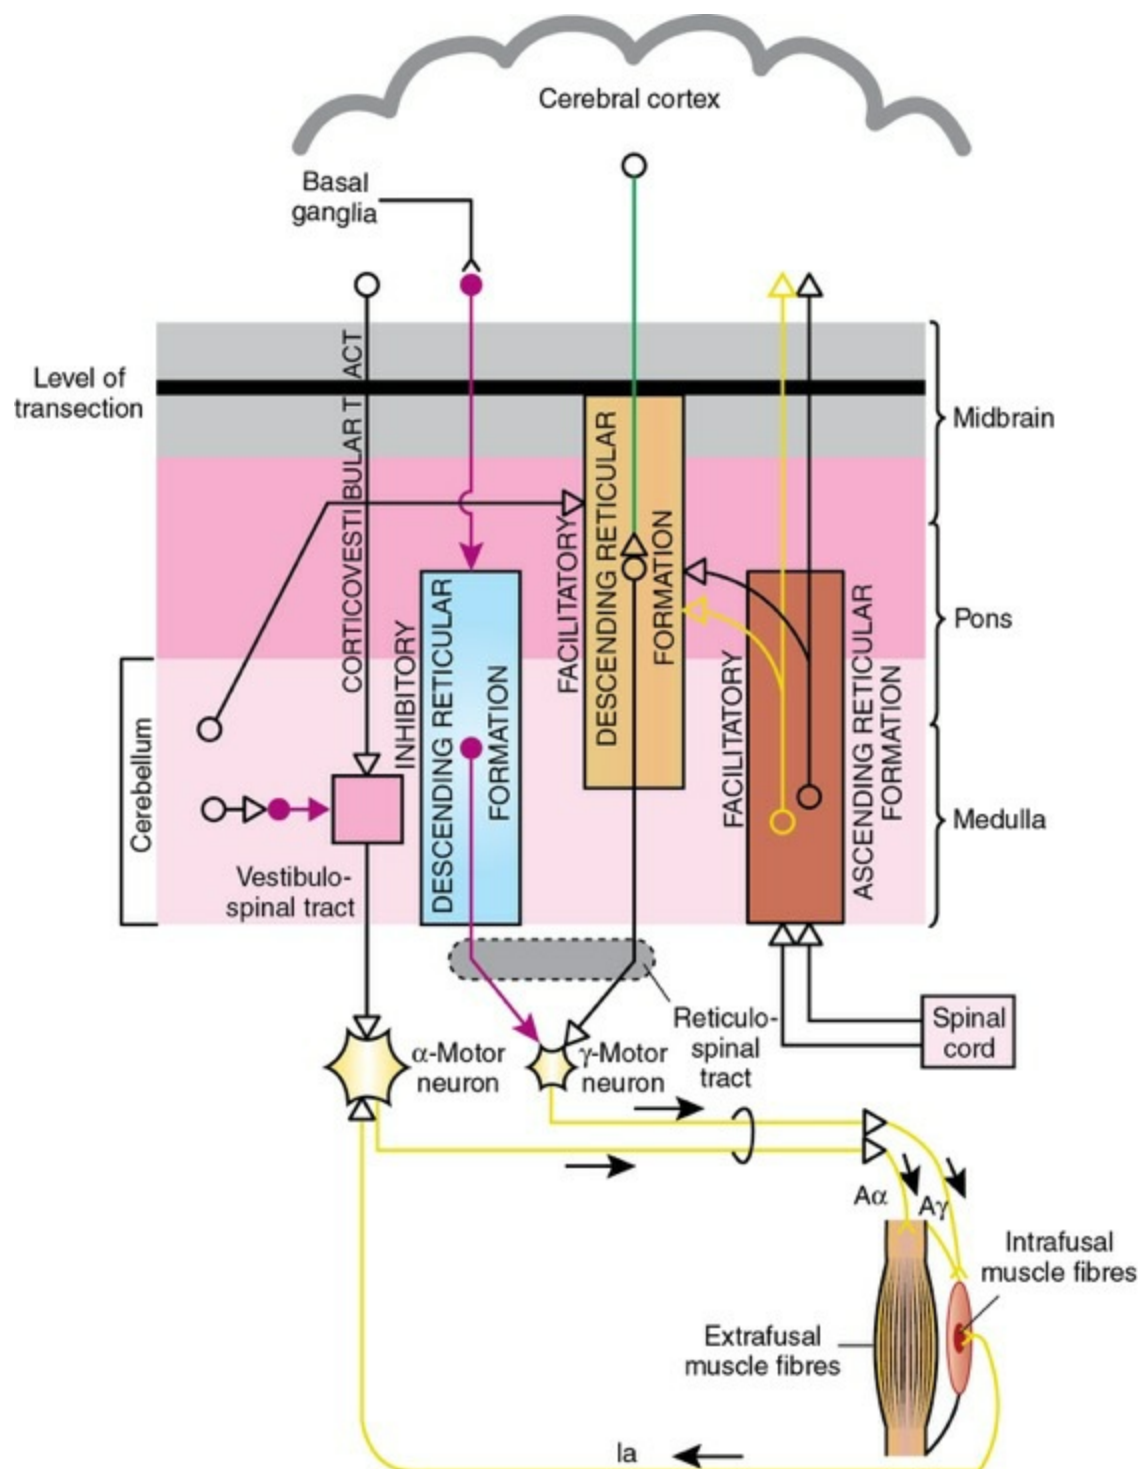 Cerebral cortex
Basal
ganglia
Level of
transection
CORTICOVESTIBULAR T ACT
Midbrain
Pons
Medulla
Cerebellum
INHIBITORY
DESCENDING RETICULAR
FORMATION
FACILITATORY
DESCENDING RETICULAR
FORMATION
FACILITATORY
ASCENDING RETICULAR
FORMATION
Vestibulo-
spinal tract
Reticulo-
spinal
tract
Spinal
cord
α-Motor
neuron
γ-Motor
neuron
Aα
Aγ
Intrafusal
muscle fibres
Extrafusal
muscle fibres
Ia